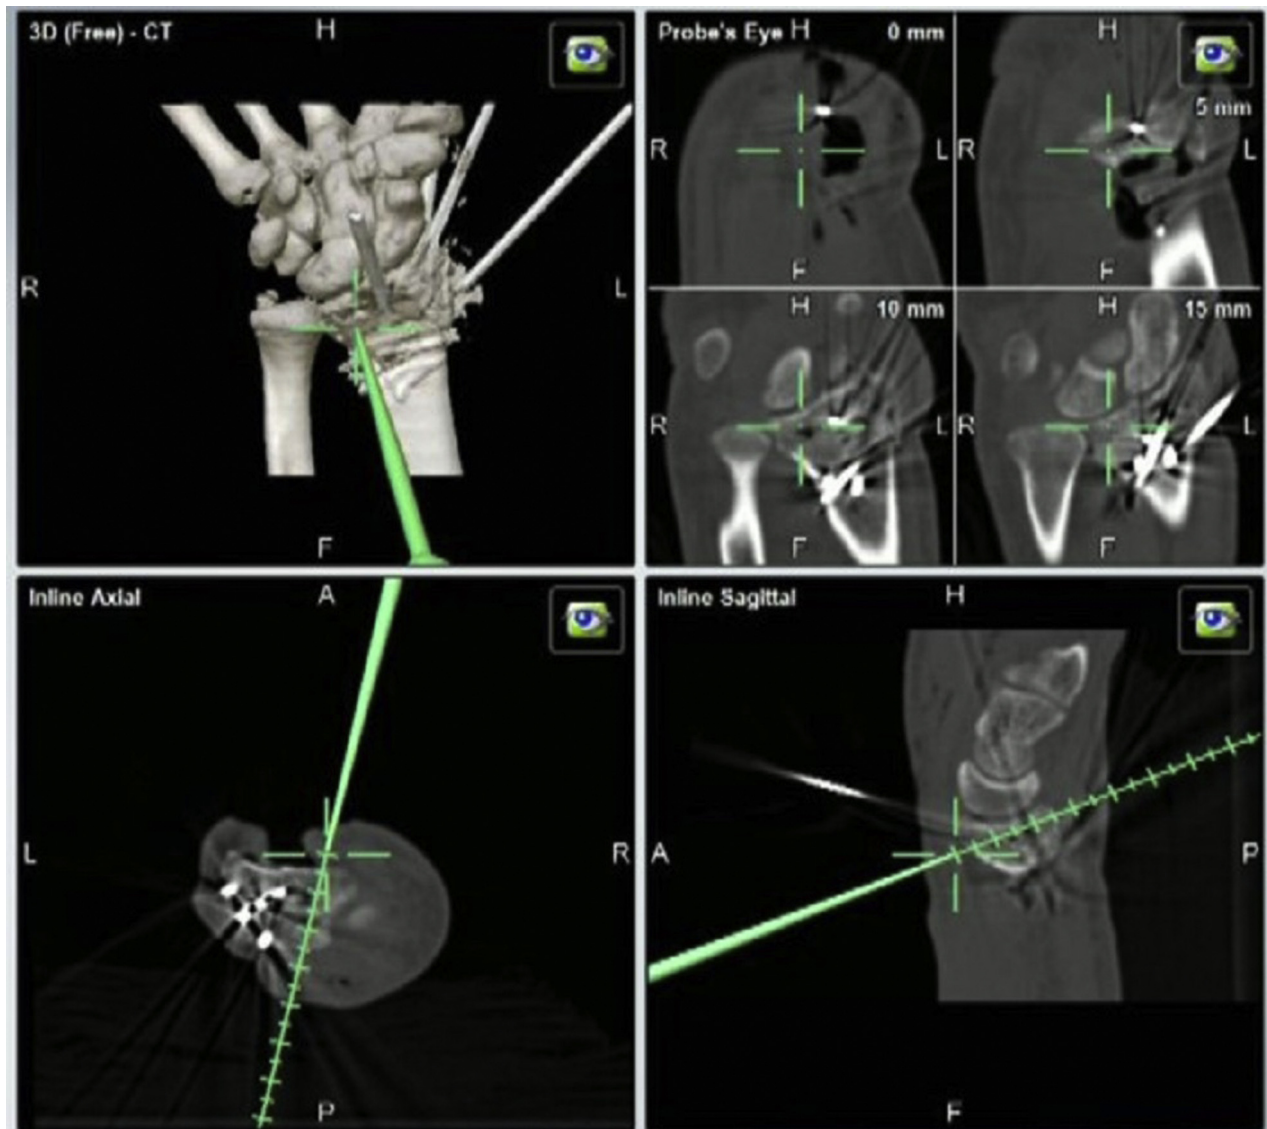 3D (Free) - CT
H
R
L
F
Probe's Eye
H
0 mm
R
L
F
H
5 mm
R
L
F
H
10 mm
R
L
F
H
15 mm
R
L
F
Inline Axial
A
L
R
P
Inline Sagittal
H
A
P
F